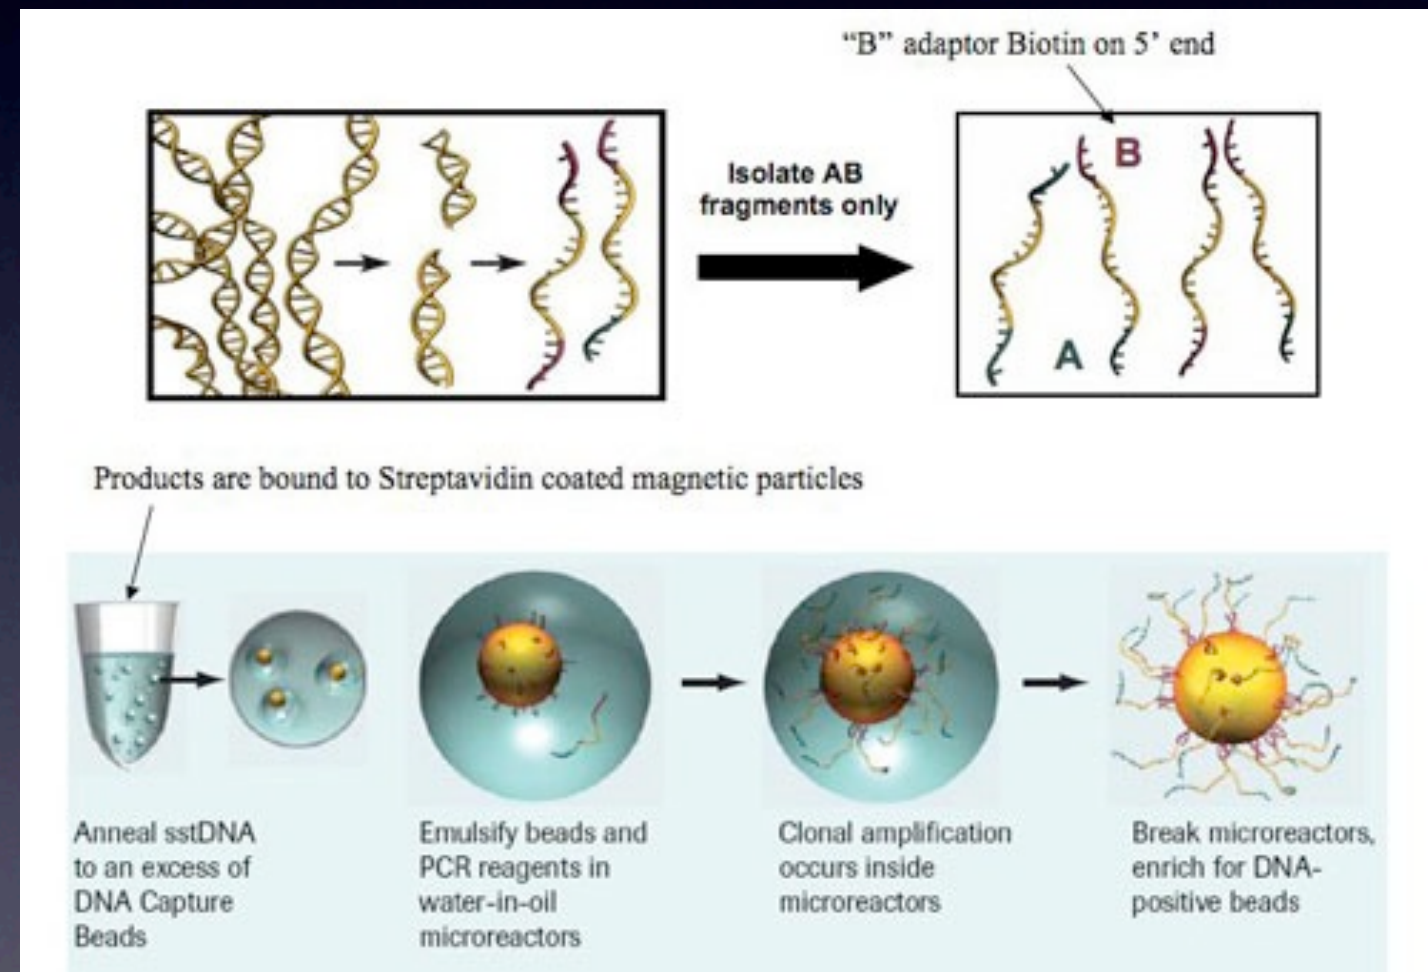 “B” adaptor Biotin on 5’ end
Isolate AB
fragments only
B
A
Products are bound to Streptavidin coated magnetic particles
Anneal sstDNA
to an excess of
DNA Capture
Beads
Emulsify beads and
PCR reagents in
water-in-oil
microreactors
Clonal amplification
occurs inside
microreactors
Break microreactors,
enrich for DNA-
positive beads